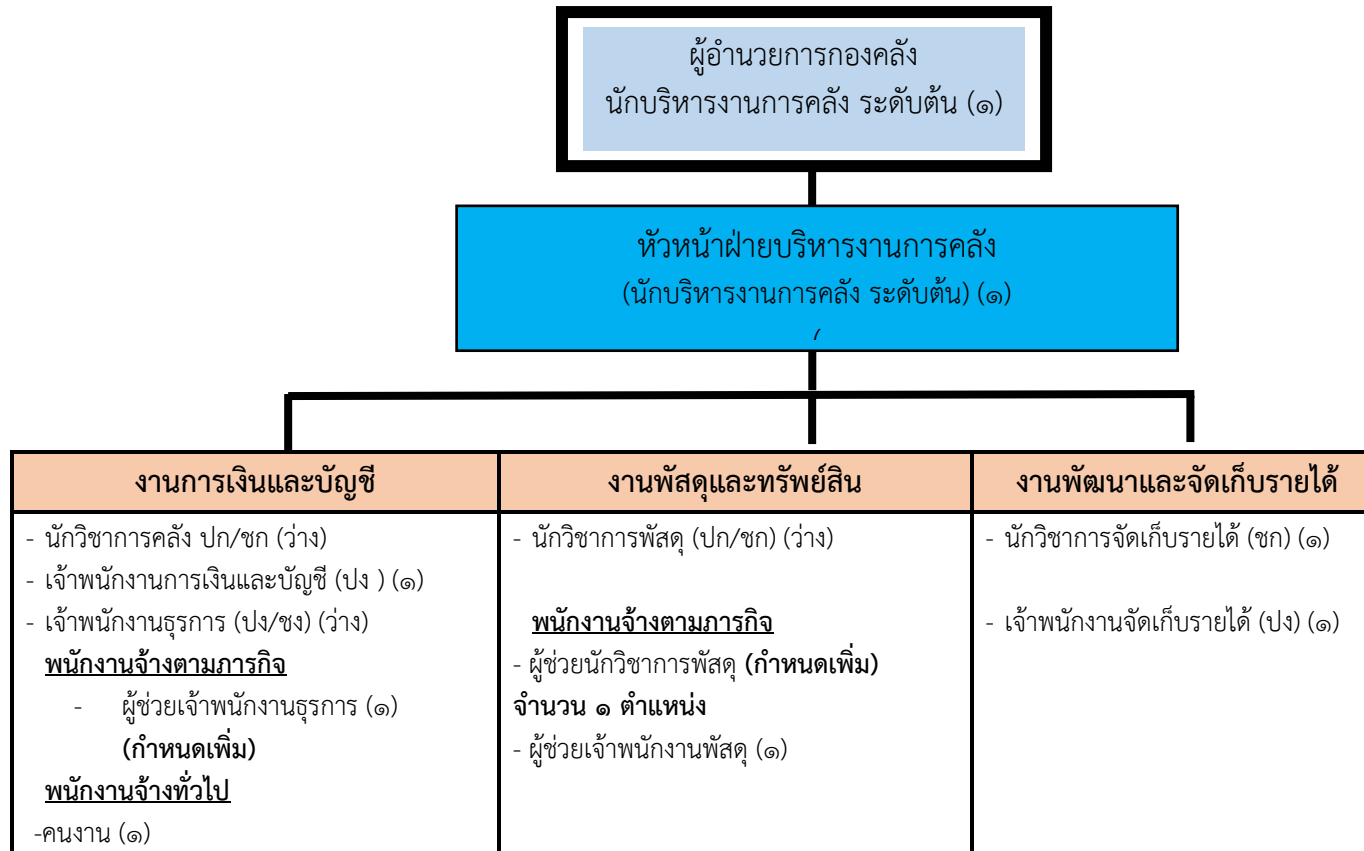 ผู้อำนวยการกองคลัง
นักบริหารงานการคลัง ระดับต้น (๑)
หัวหน้าฝ่ายบริหารงานการคลัง
(นักบริหารงานการคลัง ระดับต้น) (๑)
งานการเงินและบัญชี
- นักวิชาการคลัง ปก/ชก (ว่าง)
- เจ้าพนักงานการเงินและบัญชี (ปง ) (๑)
- เจ้าพนักงานธุรการ (ปง/ชง) (ว่าง)
พนักงานจ้างตามภารกิจ
- ผู้ช่วยเจ้าพนักงานธุรการ (๑)
(กำหนดเพิ่ม)
พนักงานจ้างทั่วไป
-คนงาน (๑)
งานพัสดุและทรัพย์สิน
- นักวิชาการพัสดุ (ปก/ชก) (ว่าง)
พนักงานจ้างตามภารกิจ
- ผู้ช่วยนักวิชาการพัสดุ (กำหนดเพิ่ม)
จำนวน ๑ ตำแหน่ง
- ผู้ช่วยเจ้าพนักงานพัสดุ (๑)
งานพัฒนาและจัดเก็บรายได้
- นักวิชาการจัดเก็บรายได้ (ชก) (๑)
- เจ้าพนักงานจัดเก็บรายได้ (ปง) (๑)